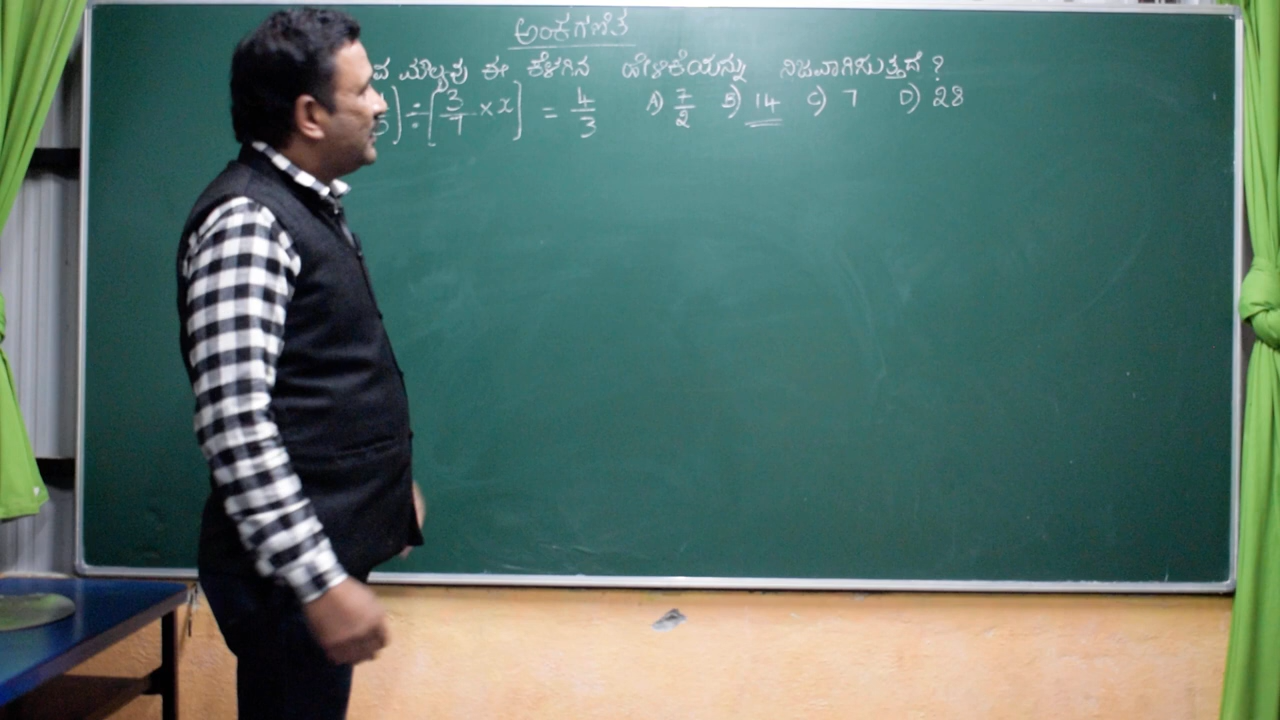 ಅಂಕಗಣಿತ
ವ ಮೌಲ್ಯವು ಈ ಕೆಳಗಿನ ಹೇಳಿಕೆಯನ್ನು ನಿಜವಾಗಿಸುತ್ತದೆ ?
) ÷ [3/7 × x] = 4/3 A) 7/2 B) 14 C) 7 D) 28